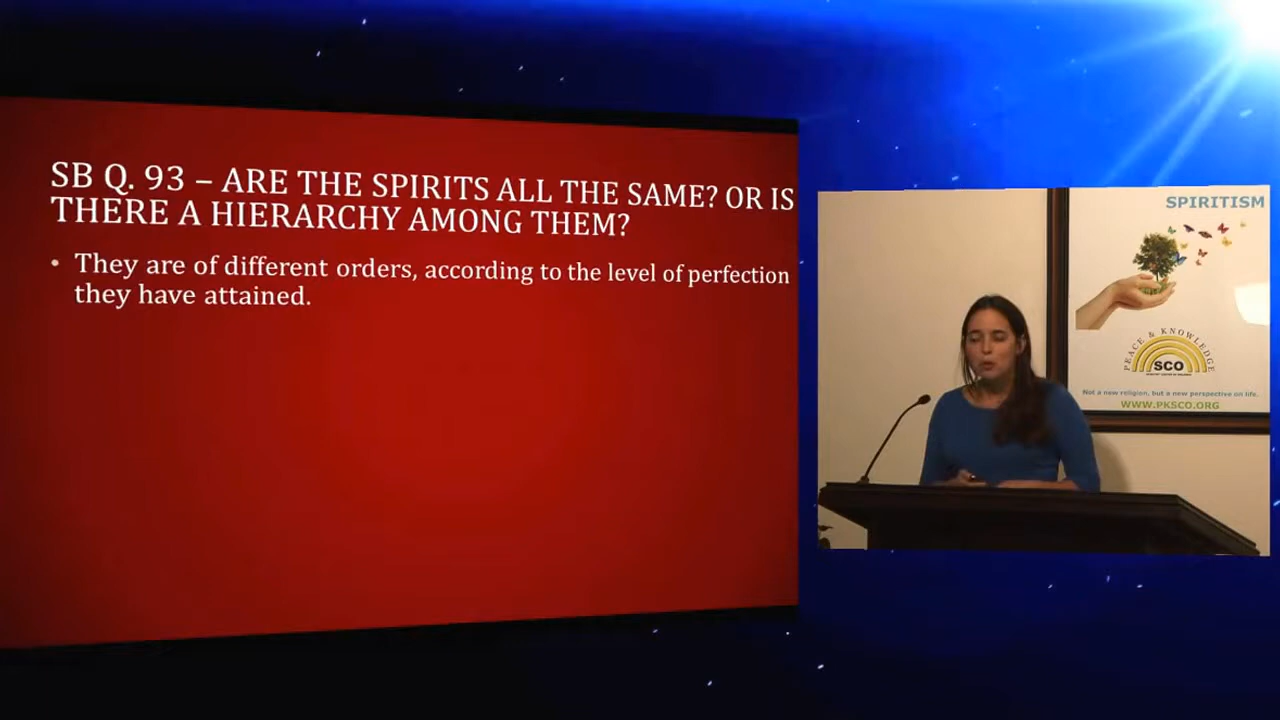 SB Q. 93 – ARE THE SPIRITS ALL THE SAME? OR IS
THERE A HIERARCHY AMONG THEM?
• They are of different orders, according to the level of perfection
they have attained.
SPIRITISM
PEACE & KNOWLEDGE
SCO
Not a new religion, but a new perspective on life.
WWW.PKSCO.ORG